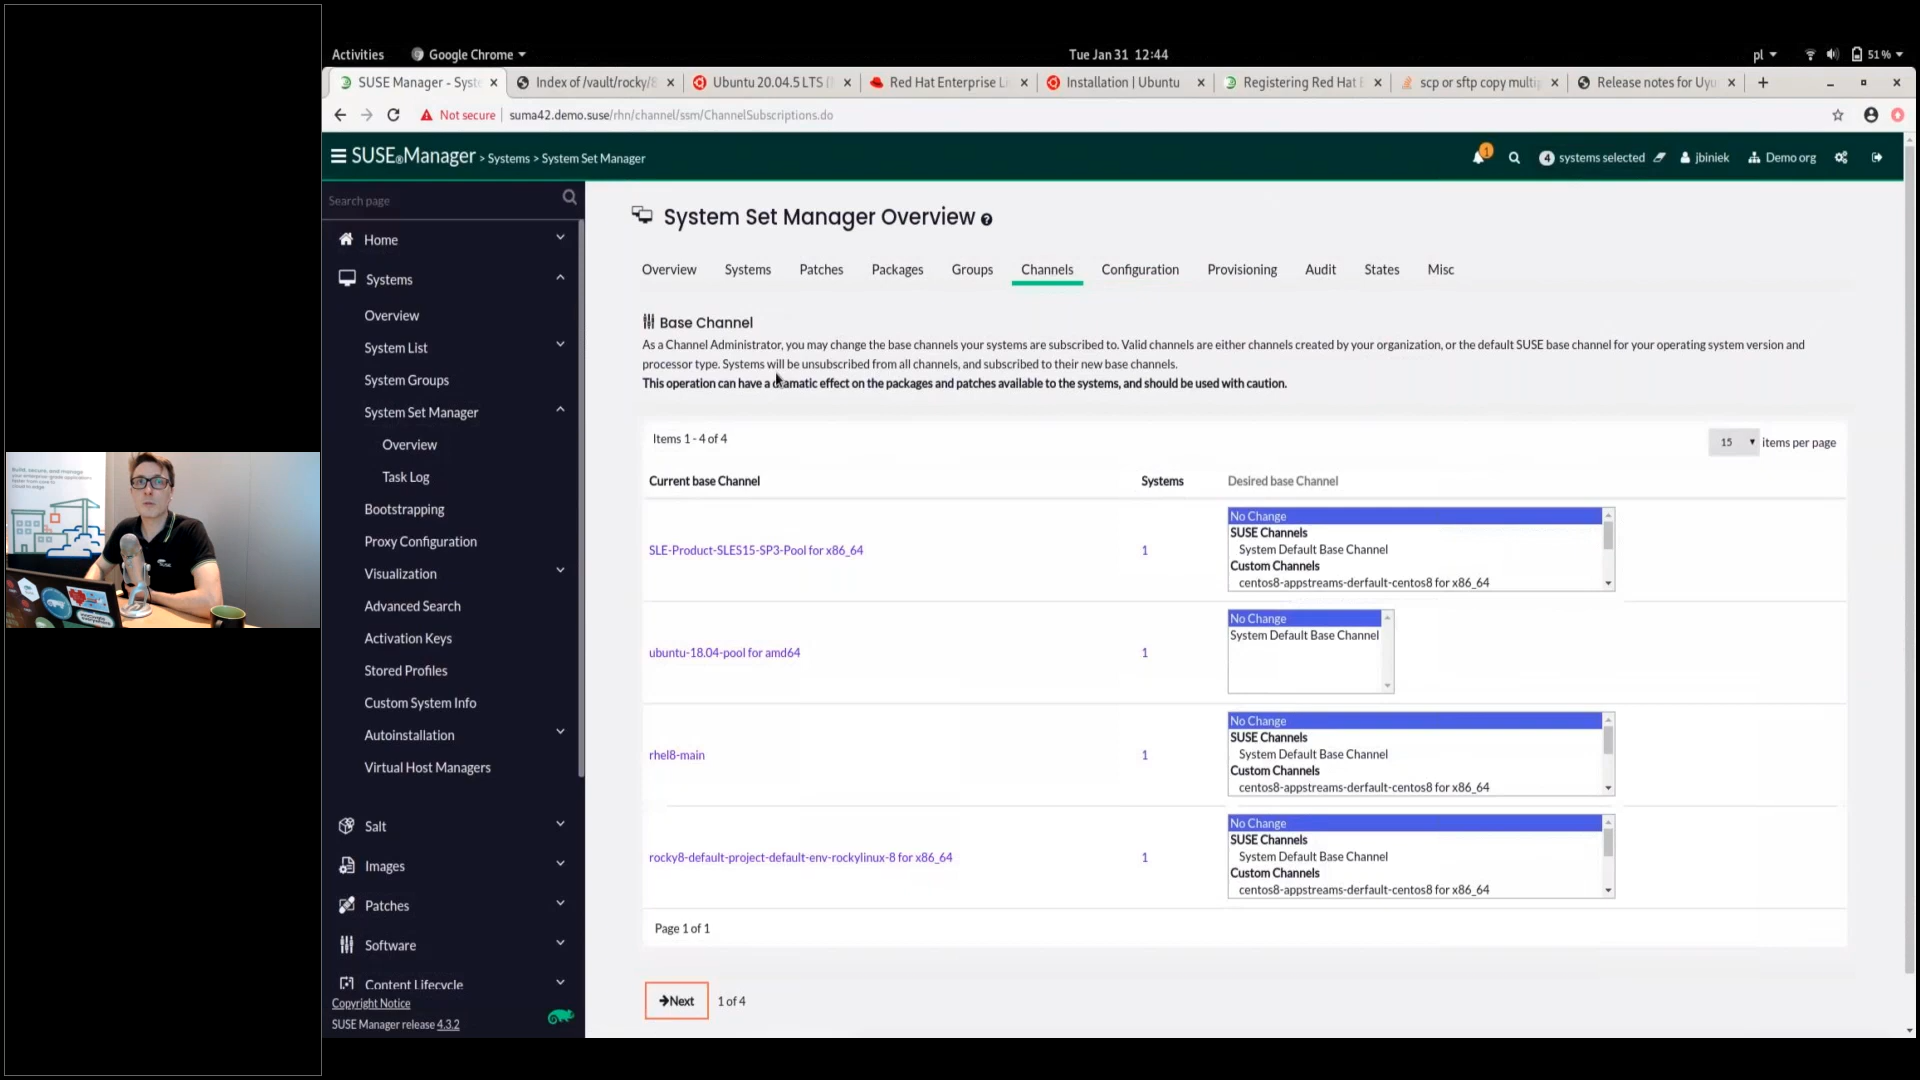 Activities
Google Chrome
Tue Jan 31 12:44
pl
51 %
SUSE Manager - Syst
Index of /vault/rocky/8
Ubuntu 20.04.5 LTS (
Red Hat Enterprise L
Installation | Ubuntu
Registering Red Hat E
scp or sftp copy multip
Release notes for Uyu
Not secure
suma42.demo.suse/rhn/channel/ssm/ChannelSubscriptions.do
SUSE®Manager > Systems > System Set Manager
1
4 systems selected
jbiniek
Demo org
Search page
Home
Systems
Overview
System List
System Groups
System Set Manager
Overview
Task Log
Bootstrapping
Proxy Configuration
Visualization
Advanced Search
Activation Keys
Stored Profiles
Custom System Info
Autoinstallation
Virtual Host Managers
Salt
Images
Patches
Software
Content Lifecycle
Copyright Notice
SUSE Manager release 4.3.2
System Set Manager Overview
Overview
Systems
Patches
Packages
Groups
Channels
Configuration
Provisioning
Audit
States
Misc
Base Channel
As a Channel Administrator, you may change the base channels your systems are subscribed to. Valid channels are either channels created by your organization, or the default SUSE base channel for your operating system version and
processor type. Systems will be unsubscribed from all channels, and subscribed to their new base channels.
This operation can have a dramatic effect on the packages and patches available to the systems, and should be used with caution.
Items 1 - 4 of 4
15 items per page
Current base Channel
Systems
Desired base Channel
SLE-Product-SLES15-SP3-Pool for x86_64
1
No Change
SUSE Channels
System Default Base Channel
Custom Channels
centos8-appstreams-derfault-centos8 for x86_64
ubuntu-18.04-pool for amd64
1
No Change
System Default Base Channel
rhel8-main
1
No Change
SUSE Channels
System Default Base Channel
Custom Channels
centos8-appstreams-derfault-centos8 for x86_64
rocky8-default-project-default-env-rockylinux-8 for x86_64
1
No Change
SUSE Channels
System Default Base Channel
Custom Channels
centos8-appstreams-derfault-centos8 for x86_64
Page 1 of 1
Next
1 of 4